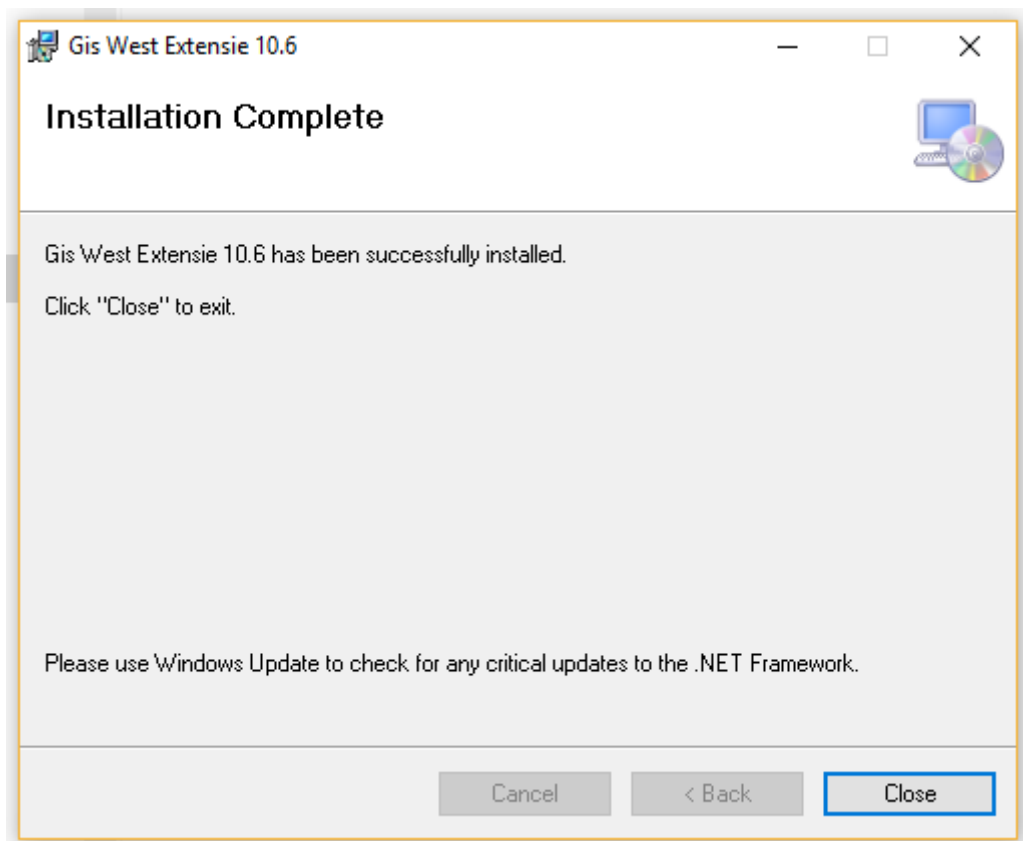 Gis West Extensie 10.6
Installation Complete
Gis West Extensie 10.6 has been successfully installed.
Click "Close" to exit.
Please use Windows Update to check for any critical updates to the .NET Framework.
Cancel
< Back
Close